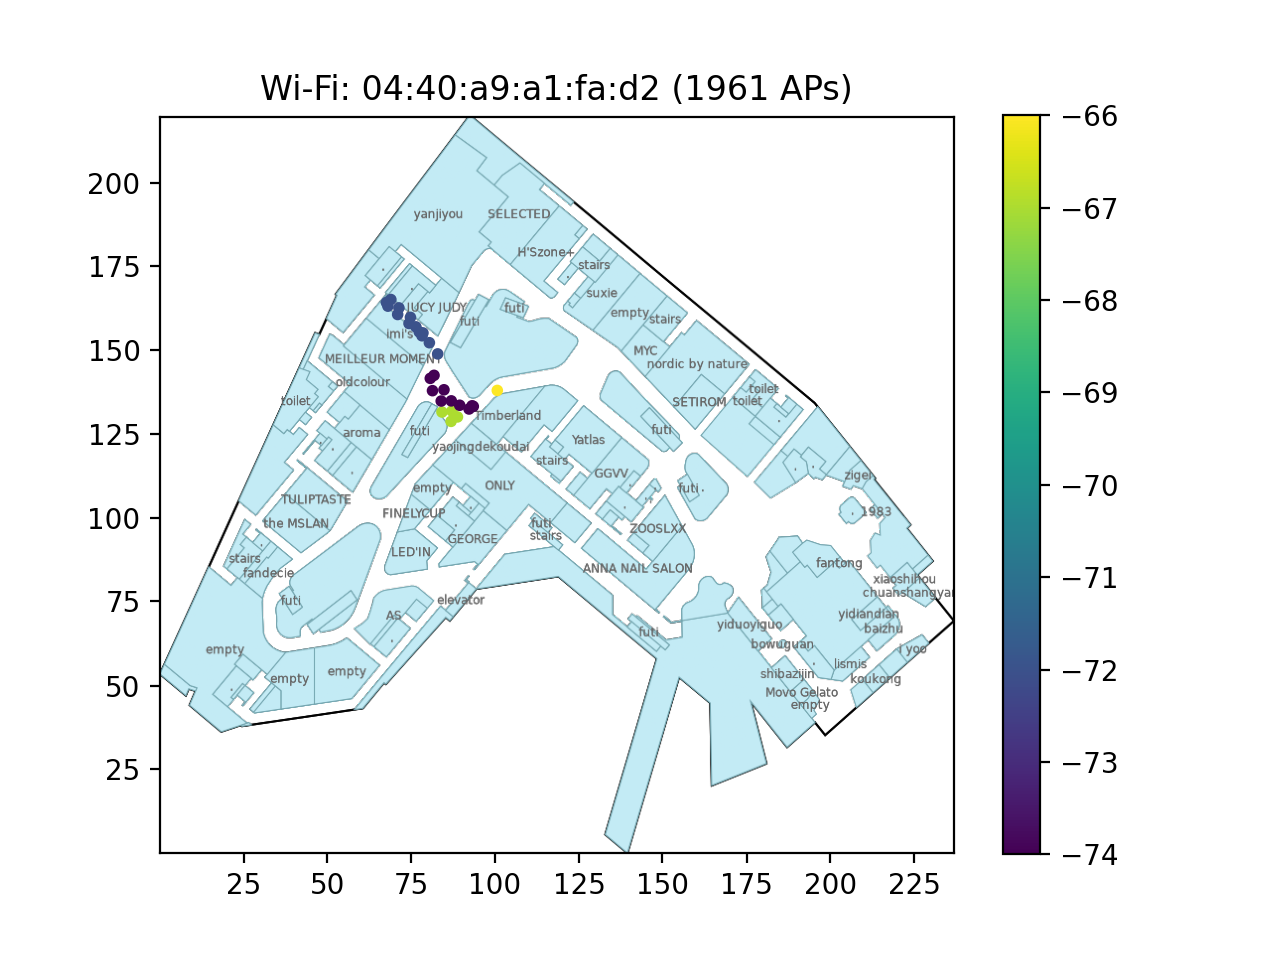 Wi-Fi: 04:40:a9:a1:fa:d2 (1961 APs)
200
175
150
125
100
75
50
25
25
50
75
100
125
150
175
200
225
−66
−67
−68
−69
−70
−71
−72
−73
−74
yanjiyou
SELECTED
H'Szone+
stairs
suxie
empty
stairs
JUCY JUDY
futi
futi
imi's
MEILLEUR MOMENT
MYC
nordic by nature
oldcolour
toilet
toilet
toilet
SETIROM
Timberland
futi
aroma
futi
yaojingdekoudai
Yatlas
stairs
GGVV
zigei
empty
ONLY
futi
TULIPTASTE
the MSLAN
FINELYCUP
futi
stairs
1983
ZOOSLXX
GEORGE
LED'IN
stairs
fandecie
ANNA NAIL SALON
fantong
xiaoshihou
chuanshangyan
futi
elevator
AS
yidiandian
baizhu
yiduoyiguo
futi
bowuguan
empty
i yoo
lismis
empty
empty
shibazijin
koukong
Movo Gelato
empty